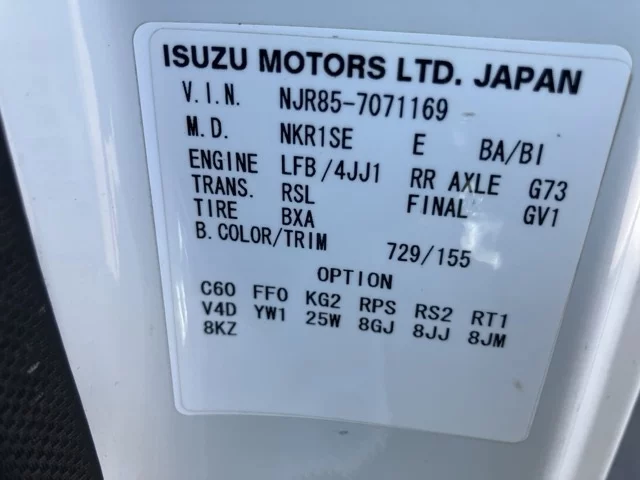 ISUZU MOTORS LTD. JAPAN
V.I.N. NJR85-7071169
M.D. NKR1SE E BA/BI
ENGINE LFB/4JJ1 RR AXLE G73
TRANS. RSL FINAL GV1
TIRE BXA
B.COLOR/TRIM 729/155
OPTION
C60 FF0 KG2 RPS RS2 RT1
V4D YW1 25W 8GJ 8JJ 8JM
8KZ